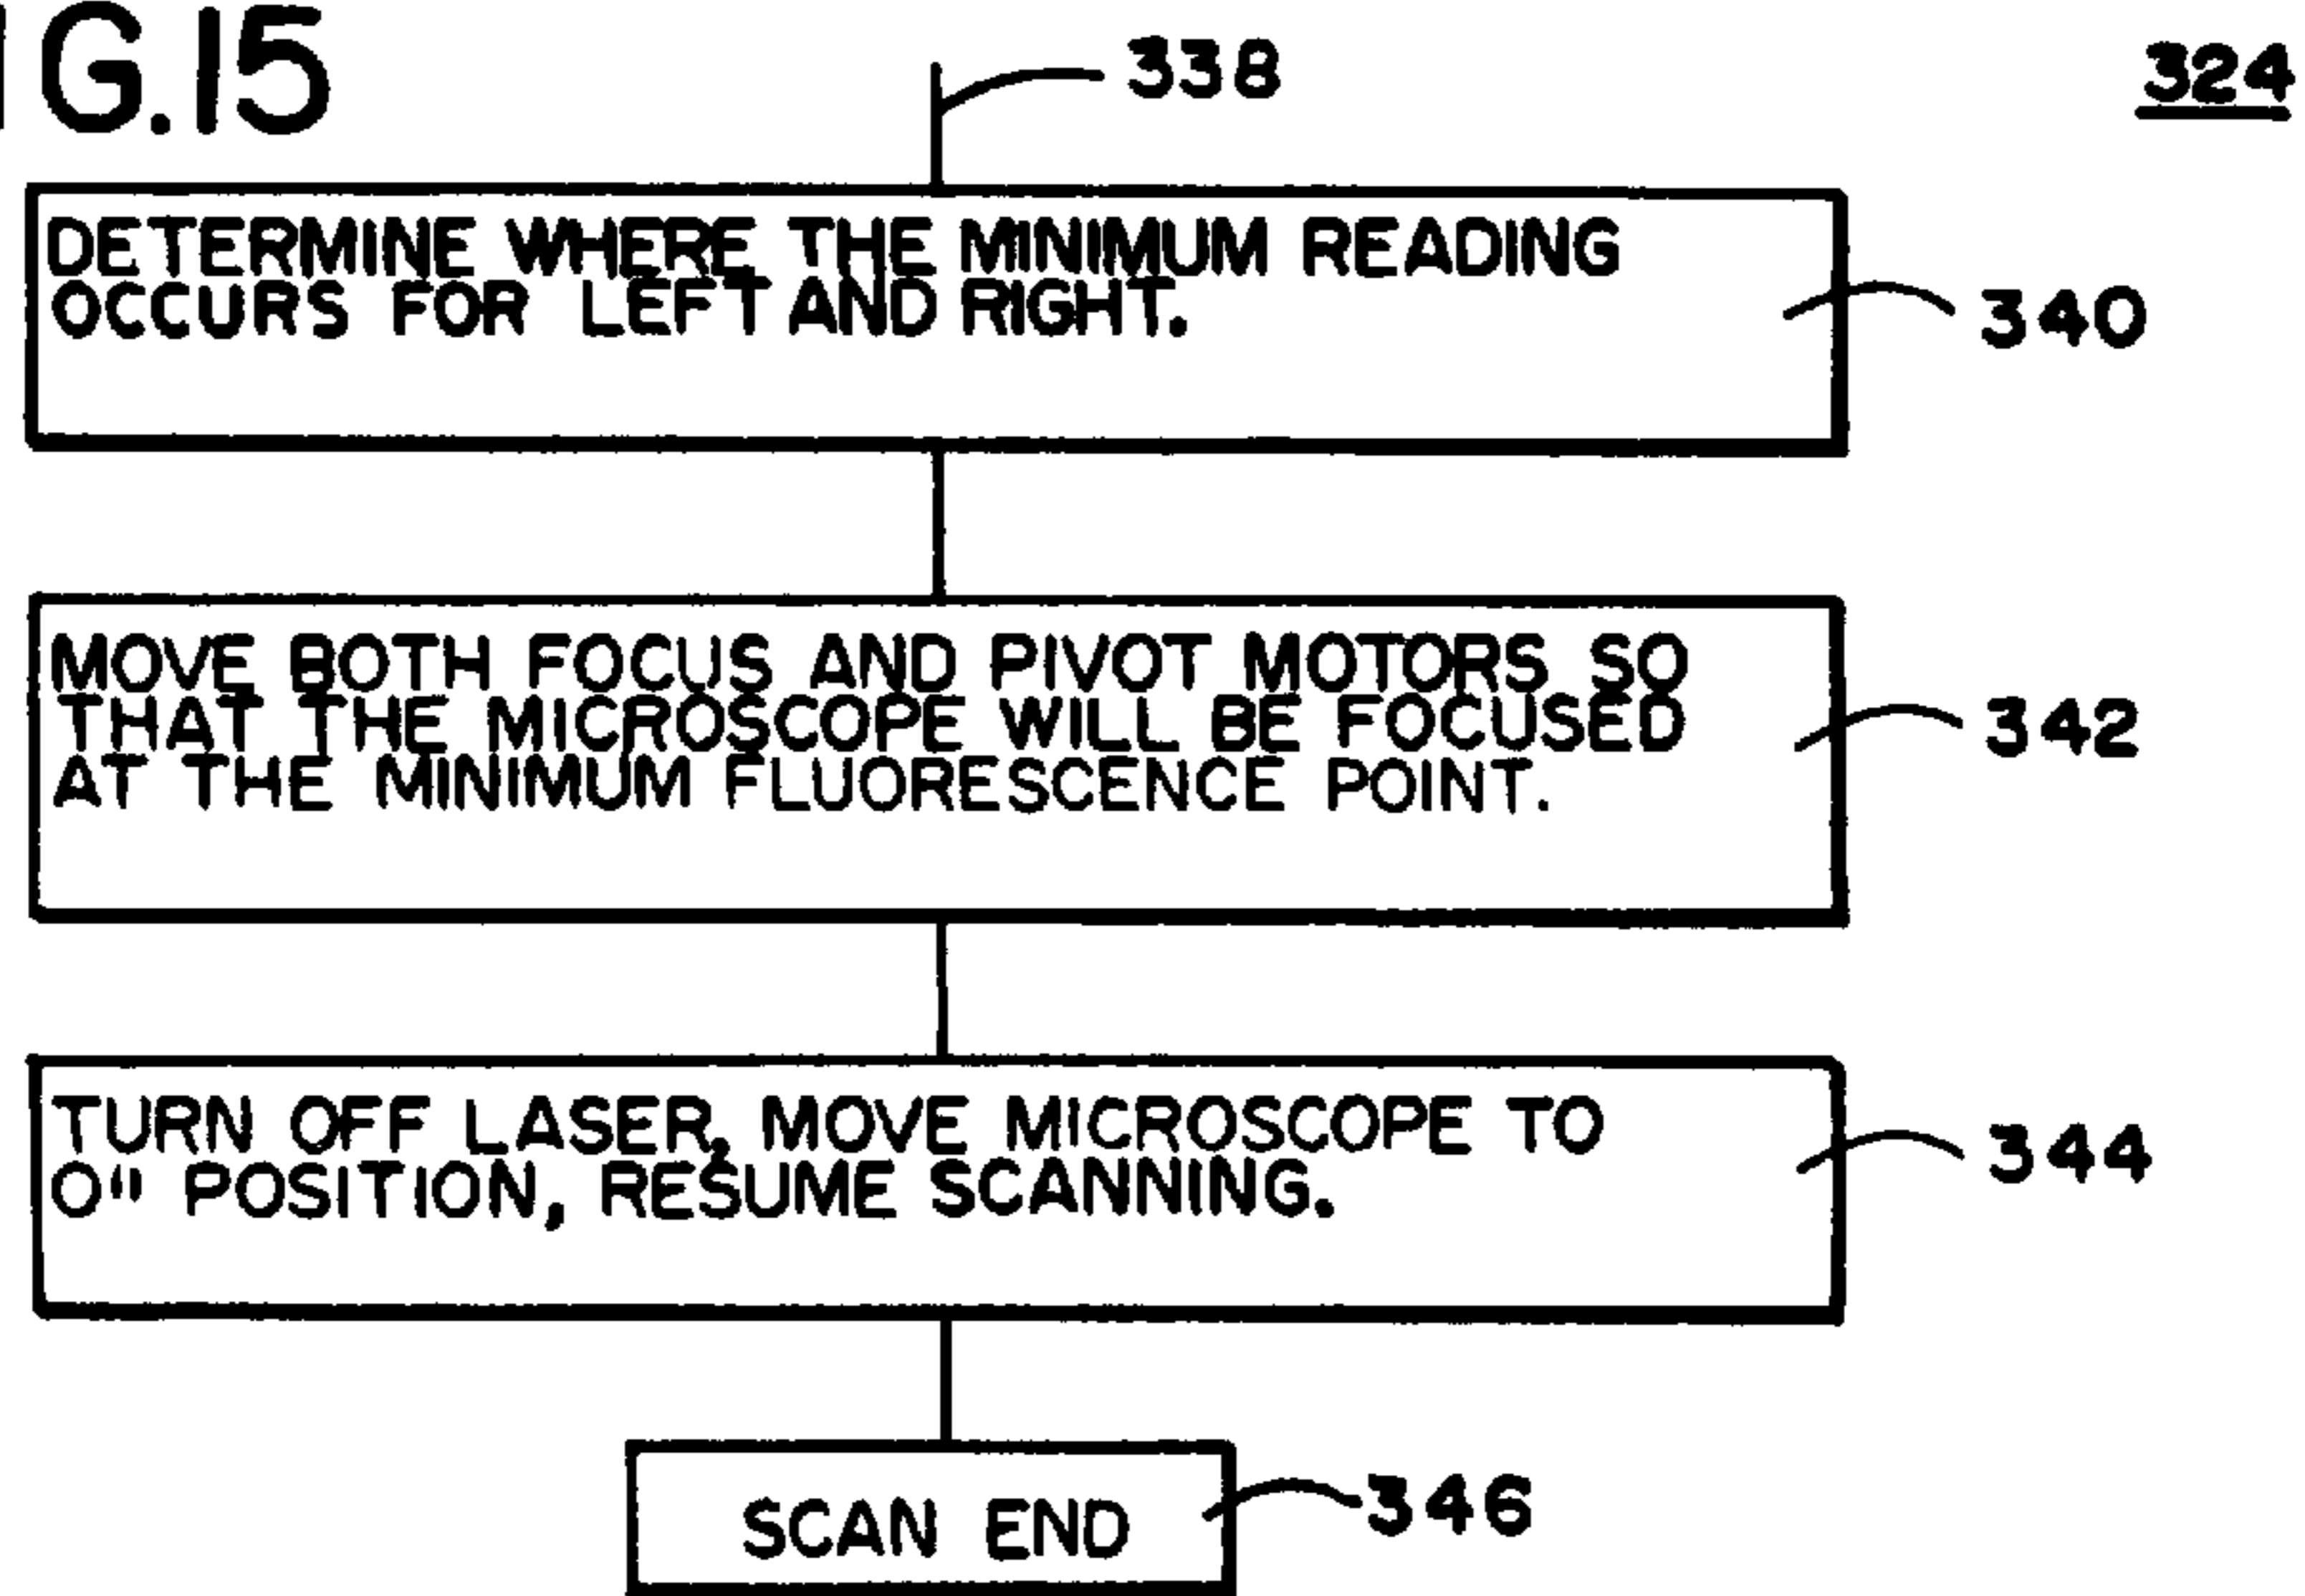 IG.15
338
324
DETERMINE WHERE THE MINIMUM READING
OCCURS FOR LEFT AND RIGHT.
340
MOVE BOTH FOCUS AND PIVOT MOTORS SO
THAT THE MICROSCOPE WILL BE FOCUSED
AT THE MINIMUM FLUORESCENCE POINT.
342
TURN OFF LASER, MOVE MICROSCOPE TO
0" POSITION, RESUME SCANNING.
344
SCAN END
346